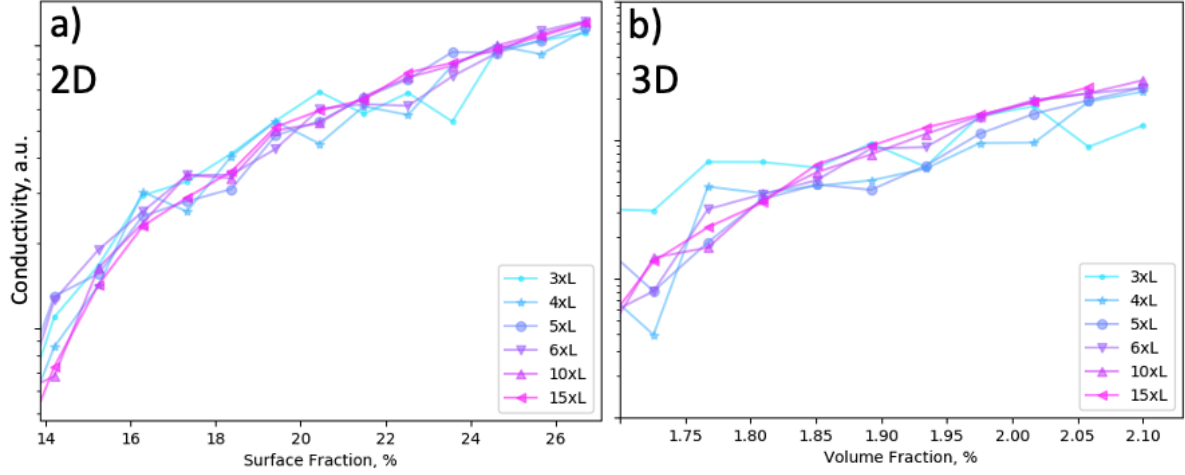 a)
2D
Conductivity, a.u.
3xL
4xL
5xL
6xL
10xL
15xL
14 16 18 20 22 24 26
Surface Fraction, %
b)
3D
3xL
4xL
5xL
6xL
10xL
15xL
1.75 1.80 1.85 1.90 1.95 2.00 2.05 2.10
Volume Fraction, %